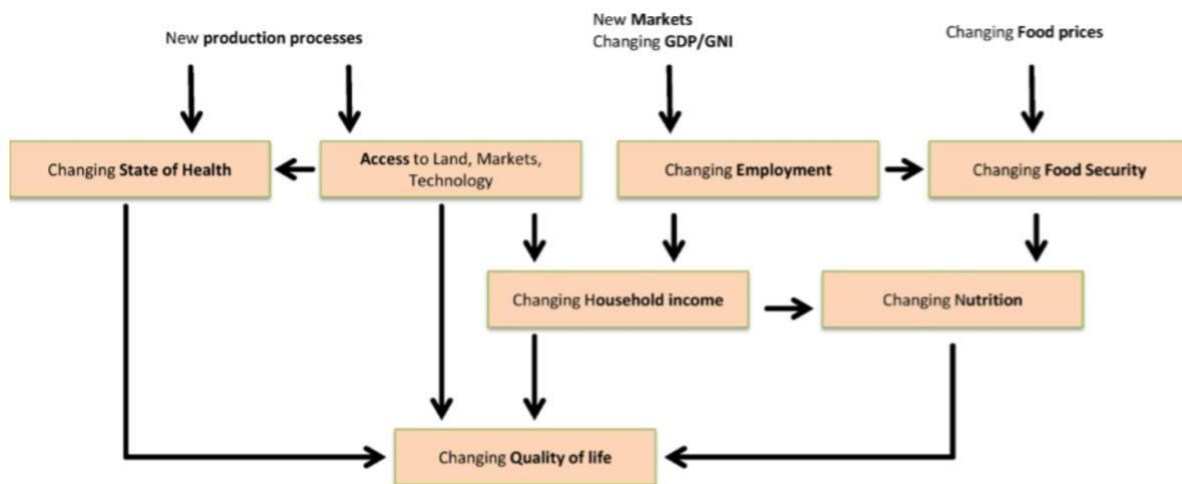 New Markets
Changing GDP/GNI
New production processes
Changing Food prices
Changing State of Health
Access to Land, Markets,
Technology
Changing Employment
Changing Food Security
Changing Household income
Changing Nutrition
Changing Quality of life